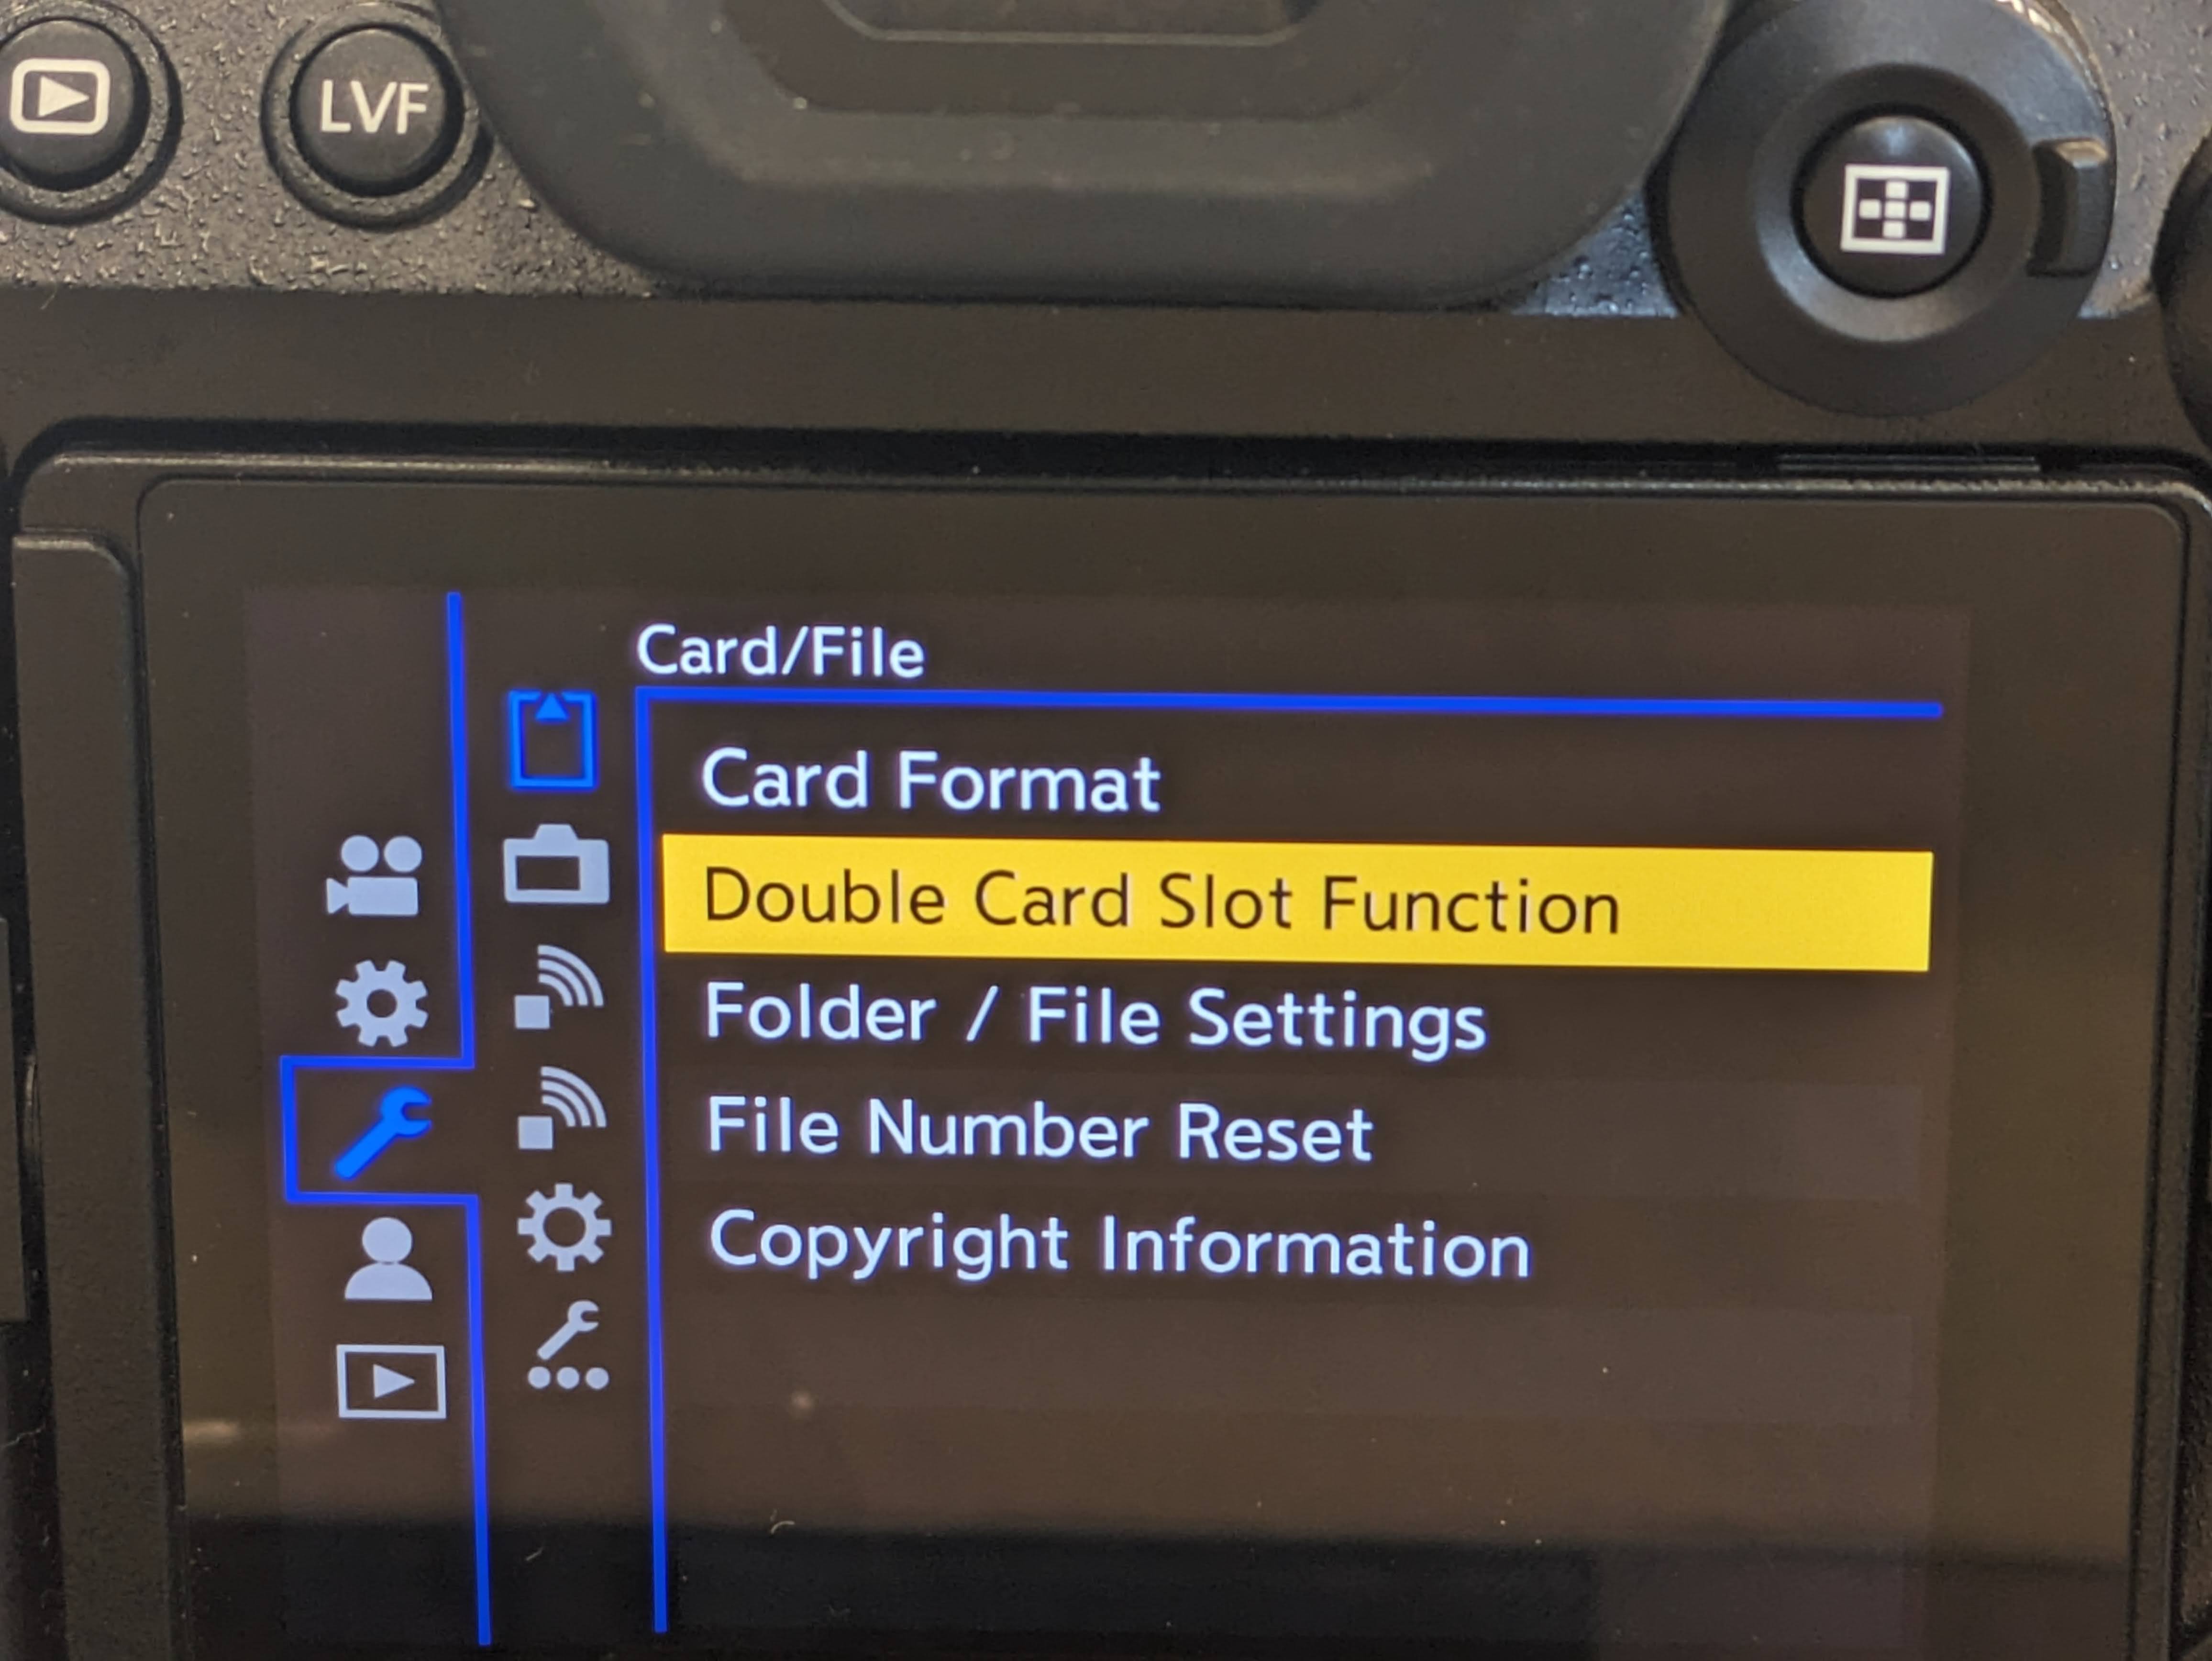 LVF
Card/File
Card Format
Double Card Slot Function
Folder / File Settings
File Number Reset
Copyright Information